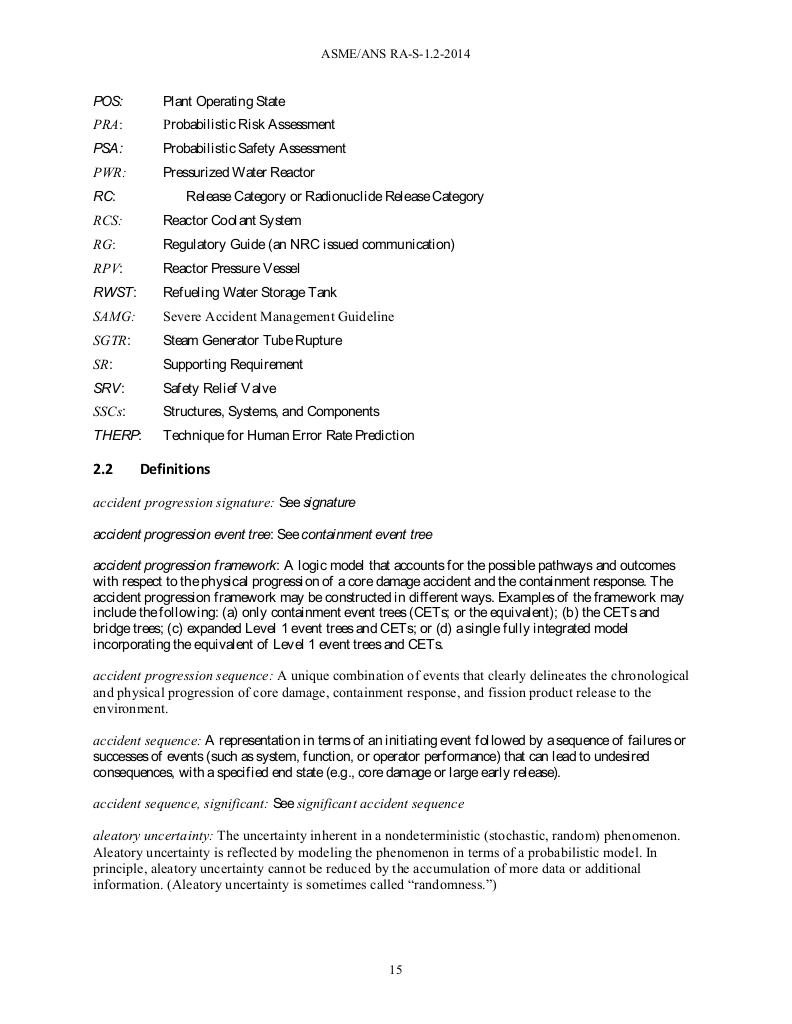 ASME/ANS RA-S-1.2-2014
POS: Plant Operating State
PRA: Probabilistic Risk Assessment
PSA: Probabilistic Safety Assessment
PWR: Pressurized Water Reactor
RC: Release Category or Radionuclide Release Category
RCS: Reactor Coolant System
RG: Regulatory Guide (an NRC issued communication)
RPV: Reactor Pressure Vessel
RWST: Refueling Water Storage Tank
SAMG: Severe Accident Management Guideline
SGTR: Steam Generator Tube Rupture
SR: Supporting Requirement
SRV: Safety Relief Valve
SSCs: Structures, Systems, and Components
THERP: Technique for Human Error Rate Prediction
2.2 Definitions
accident progression signature: See signature
accident progression event tree: See containment event tree
accident progression framework: A logic model that accounts for the possible pathways and outcomes
with respect to the physical progression of a core damage accident and the containment response. The
accident progression framework may be constructed in different ways. Examples of the framework may
include the following: (a) only containment event trees (CETs; or the equivalent); (b) the CETs and
bridge trees; (c) expanded Level 1 event trees and CETs; or (d) a single fully integrated model
incorporating the equivalent of Level 1 event trees and CETs.
accident progression sequence: A unique combination of events that clearly delineates the chronological
and physical progression of core damage, containment response, and fission product release to the
environment.
accident sequence: A representation in terms of an initiating event followed by a sequence of failures or
successes of events (such as system, function, or operator performance) that can lead to undesired
consequences, with a specified end state (e.g., core damage or large early release).
accident sequence, significant: See significant accident sequence
aleatory uncertainty: The uncertainty inherent in a nondeterministic (stochastic, random) phenomenon.
Aleatory uncertainty is reflected by modeling the phenomenon in terms of a probabilistic model. In
principle, aleatory uncertainty cannot be reduced by the accumulation of more data or additional
information. (Aleatory uncertainty is sometimes called “randomness.”)
15